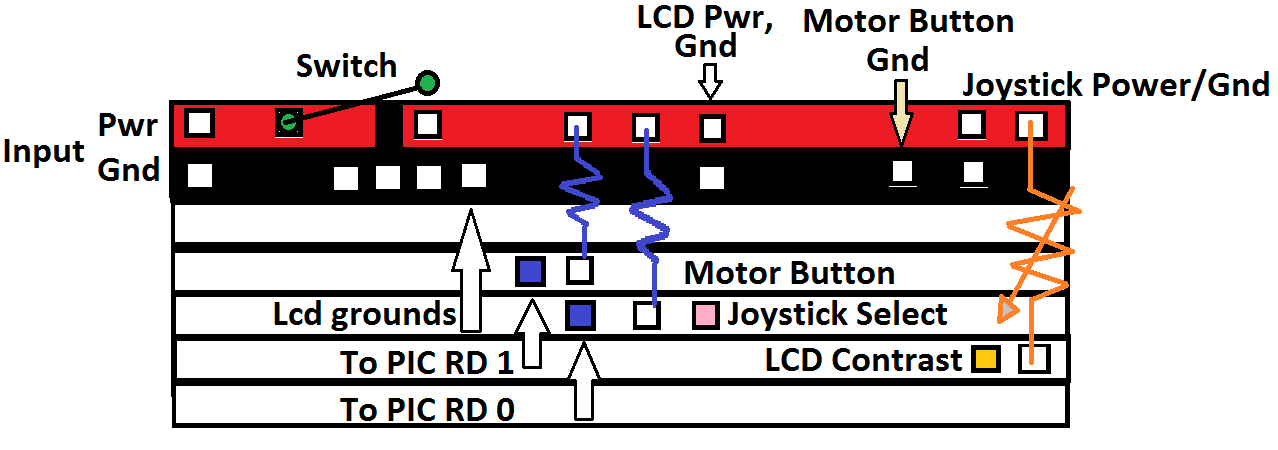 LCD Pwr,
Gnd
Motor Button
Gnd
Switch
Joystick Power/Gnd
Input
Pwr
Gnd
Motor Button
Lcd grounds
Joystick Select
To PIC RD 1
LCD Contrast
To PIC RD 0